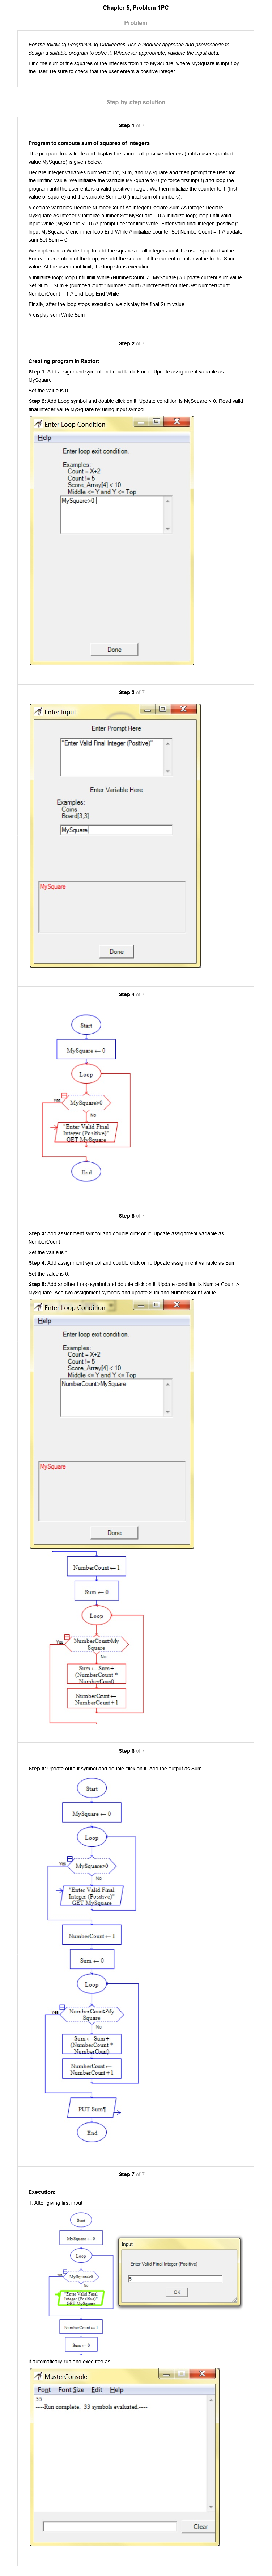 Chapter 5, Problem 1PC
Problem
For the following Programming Challenges, use a modular approach and pseudocode to
design a suitable program to solve it. Whenever appropriate, validate the input data.
Find the sum of the squares of the integers from 1 to MySquare, where MySquare is input by
the user. Be sure to check that the user enters a positive integer.
Step-by-step solution
Step 1 of 7
Program to compute sum of squares of integers
The program to evaluate and display the sum of all positive integers (until a user specified
value MySquare) is given below:
Declare Integer variables NumberCount, Sum, and MySquare and then prompt the user for
the limiting value. We initialize the variable MySquare to 0 (to force first input) and loop the
program until the user enters a valid positive integer. We then initialize the counter to 1 (first
value of square) and the variable Sum to 0 (initial sum of numbers).
// declare variables Declare NumberCount As Integer Declare Sum As Integer Declare
MySquare As Integer // initialize number Set MySquare = 0 // initialize loop, loop until valid
input While (MySquare <= 0) // prompt user for limit Write "Enter valid final integer (positive)"
Input MySquare // end inner loop End While // initialize counter Set NumberCount = 1 // update
sum Set Sum = 0
We implement a While loop to add the squares of all integers until the user-specified value.
For each execution of the loop, we add the square of the current counter value to the Sum
value. At the user input limit, the loop stops execution.
// initialize loop, loop until limit While (NumberCount <= MySquare) // update current sum value
Set Sum = Sum + (NumberCount * NumberCount) // increment counter Set NumberCount =
NumberCount + 1 // end loop End While
Finally, after the loop stops execution, we display the final Sum value.
// display sum Write Sum
Step 2 of 7
Creating program in Raptor:
Step 1: Add assignment symbol and double click on it. Update assignment variable as
MySquare
Set the value is 0.
Step 2: Add Loop symbol and double click on it. Update condition is MySquare > 0. Read valid
final integer value MySquare by using input symbol.
Enter Loop Condition
Help
Enter loop exit condition.
Examples:
Count = X+2
Count != 5
Score_Array[4] < 10
Middle <= Y and Y <= Top
MySquare>0
Done
Step 3 of 7
Enter Input
Enter Prompt Here
"Enter Valid Final Integer (Positive)"
Enter Variable Here
Examples:
Coins
Board[3,3]
MySquare
MySquare
Done
Step 4 of 7
Start
MySquare ← 0
Loop
Yes
MySquare>0
No
"Enter Valid Final
Integer (Positive)"
GET MySquare
End
Step 5 of 7
Step 3: Add assignment symbol and double click on it. Update assignment variable as
NumberCount
Set the value is 1.
Step 4: Add assignment symbol and double click on it. Update assignment variable as Sum
Set the value is 0.
Step 5: Add another Loop symbol and double click on it. Update condition is NumberCount >
MySquare. Add two assignment symbols and update Sum and NumberCount value.
Enter Loop Condition
Help
Enter loop exit condition.
Examples:
Count = X+2
Count != 5
Score_Array[4] < 10
Middle <= Y and Y <= Top
NumberCount>MySquare
MySquare
Done
NumberCount ← 1
Sum ← 0
Loop
Yes
NumberCount>My
Square
No
Sum ← Sum +
(NumberCount *
NumberCount)
NumberCount ←
NumberCount + 1
Step 6 of 7
Step 6: Update output symbol and double click on it. Add the output as Sum
Start
MySquare ← 0
Loop
Yes
MySquare>0
No
"Enter Valid Final
Integer (Positive)"
GET MySquare
NumberCount ← 1
Sum ← 0
Loop
Yes
NumberCount>My
Square
No
Sum ← Sum +
(NumberCount *
NumberCount)
NumberCount ←
NumberCount + 1
PUT Sum¶
End
Step 7 of 7
Execution:
1. After giving first input
Start
MySquare ← 0
Loop
Yes
MySquare>0
No
"Enter Valid Final
Integer (Positive)"
GET MySquare
NumberCount ← 1
Sum ← 0
Input
Enter Valid Final Integer (Positive)
5
OK
It automatically run and executed as
MasterConsole
Font Font Size Edit Help
55
----Run complete. 33 symbols evaluated.----
Clear